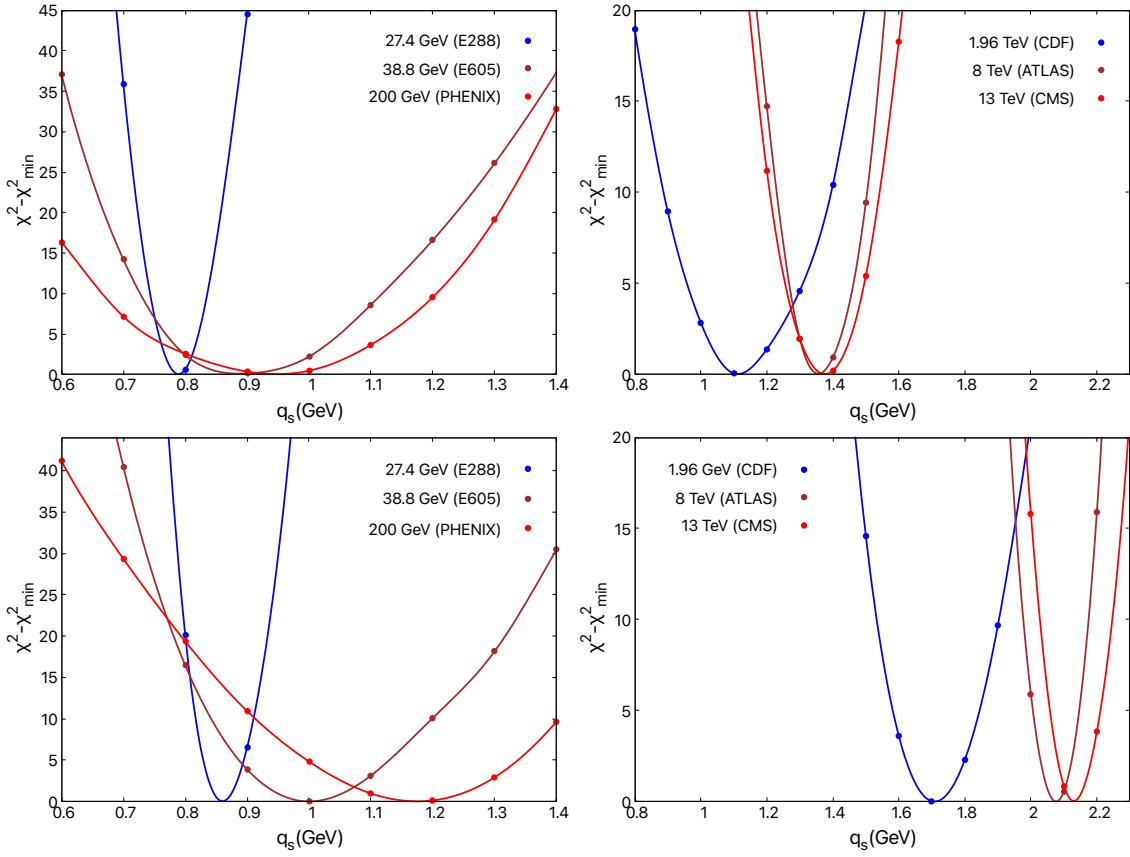 45
40
35
30
25
20
15
10
5
0
χ²-χ²min
27.4 GeV (E288)
38.8 GeV (E605)
200 GeV (PHENIX)
0.6 0.7 0.8 0.9 1 1.1 1.2 1.3 1.4
qs(GeV)
20
15
10
5
0
χ²-χ²min
1.96 TeV (CDF)
8 TeV (ATLAS)
13 TeV (CMS)
0.8 1 1.2 1.4 1.6 1.8 2 2.2
qs(GeV)
40
35
30
25
20
15
10
5
0
χ²-χ²min
27.4 GeV (E288)
38.8 GeV (E605)
200 GeV (PHENIX)
0.6 0.7 0.8 0.9 1 1.1 1.2 1.3 1.4
qs(GeV)
20
15
10
5
0
χ²-χ²min
1.96 GeV (CDF)
8 TeV (ATLAS)
13 TeV (CMS)
0.8 1 1.2 1.4 1.6 1.8 2 2.2
qs(GeV)